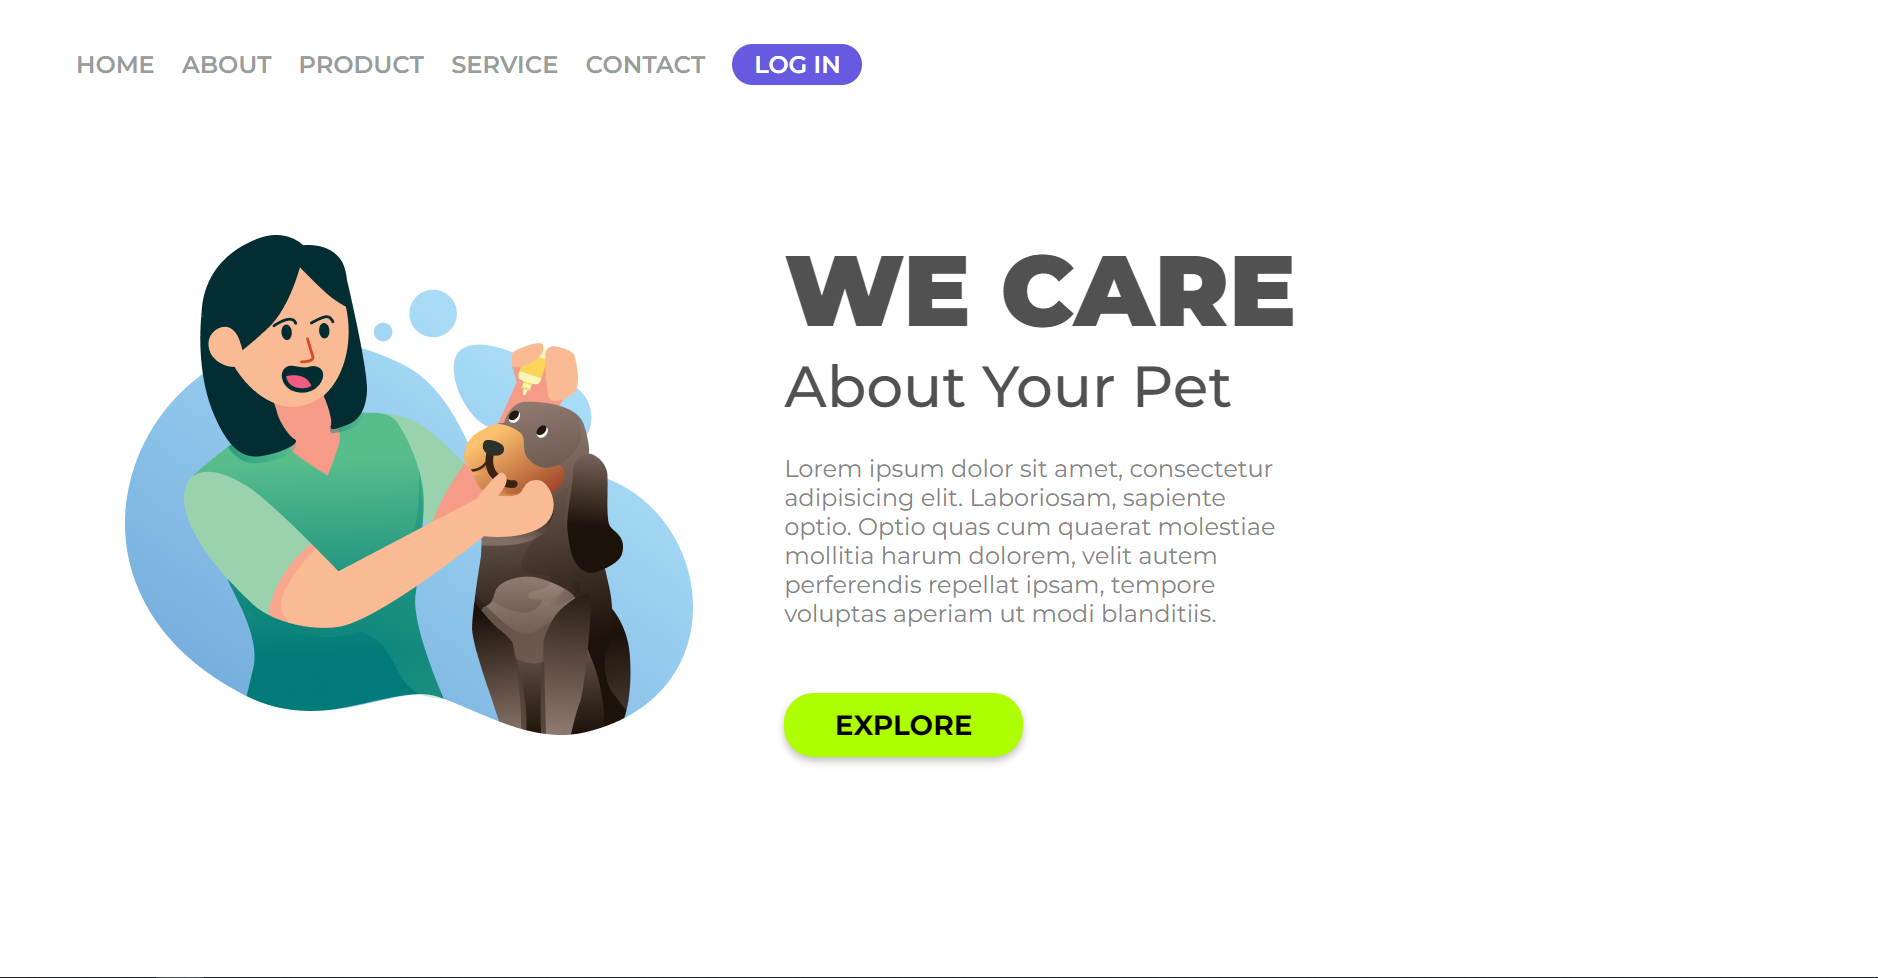 HOME ABOUT PRODUCT SERVICE CONTACT LOG IN
WE CARE
About Your Pet
Lorem ipsum dolor sit amet, consectetur
adipisicing elit. Laboriosam, sapiente
optio. Optio quas cum quaerat molestiae
mollitia harum dolorem, velit autem
perferendis repellat ipsam, tempore
voluptas aperiam ut modi blanditiis.
EXPLORE